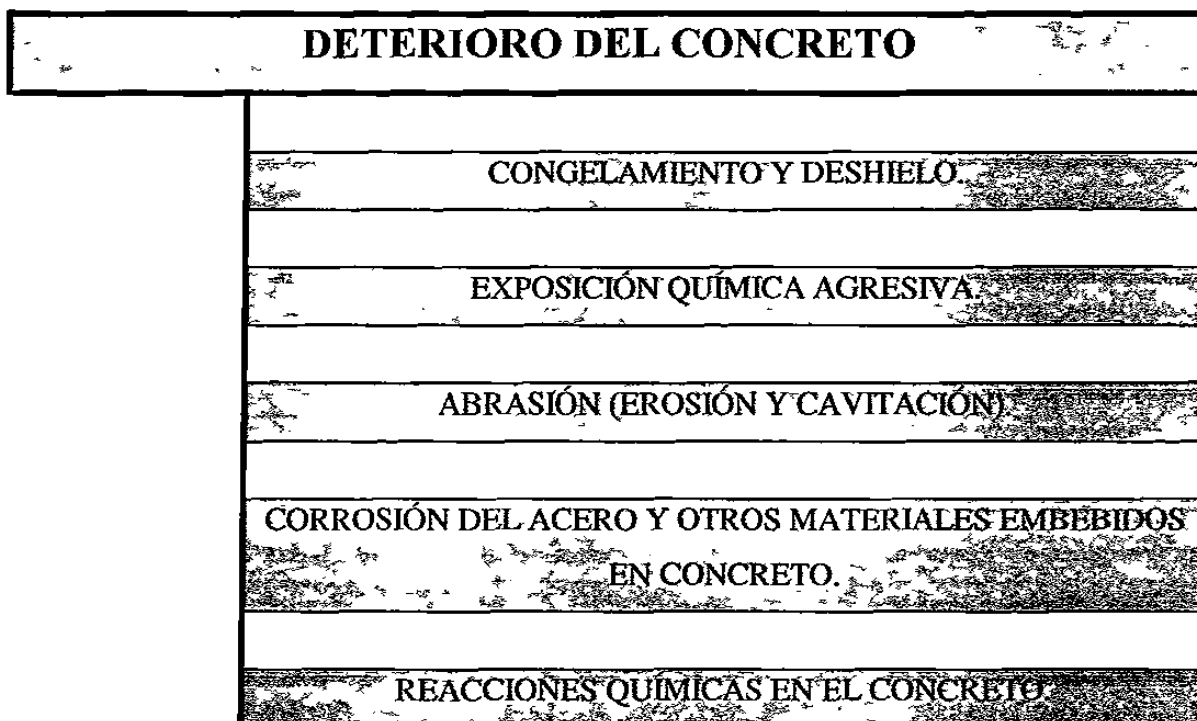 DETERIORO DEL CONCRETO
CONGELAMIENTO Y DESHIELO.
EXPOSICIÓN QUÍMICA AGRESIVA.
ABRASIÓN (EROSIÓN Y CAVITACIÓN)
CORROSIÓN DEL ACERO Y OTROS MATERIALES EMBEBIDOS
EN CONCRETO.
REACCIONES QUÍMICAS EN EL CONCRETO.